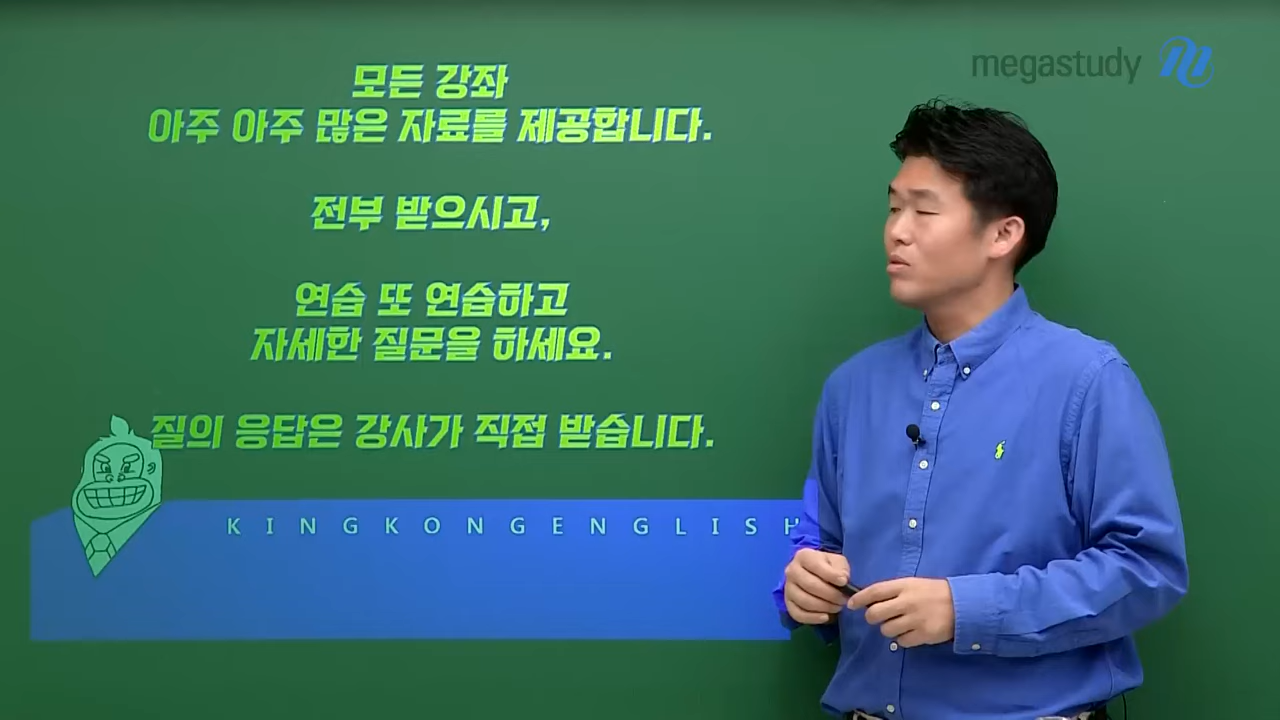 megastudy
모든 강좌
아주 아주 많은 자료를 제공합니다.
전부 받으시고,
연습 또 연습하고
자세한 질문을 하세요.
질의 응답은 강사가 직접 받습니다.
KINGKONGENGLISH